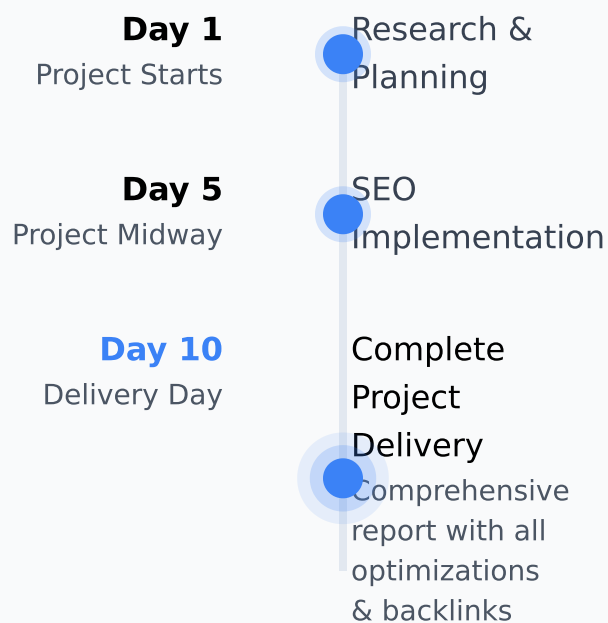 Day 1
Project Starts
Research &
Planning
Day 5
Project Midway
SEO
Implementation
Day 10
Delivery Day
Complete
Project
Delivery
Comprehensive
report with all
optimizations
& backlinks